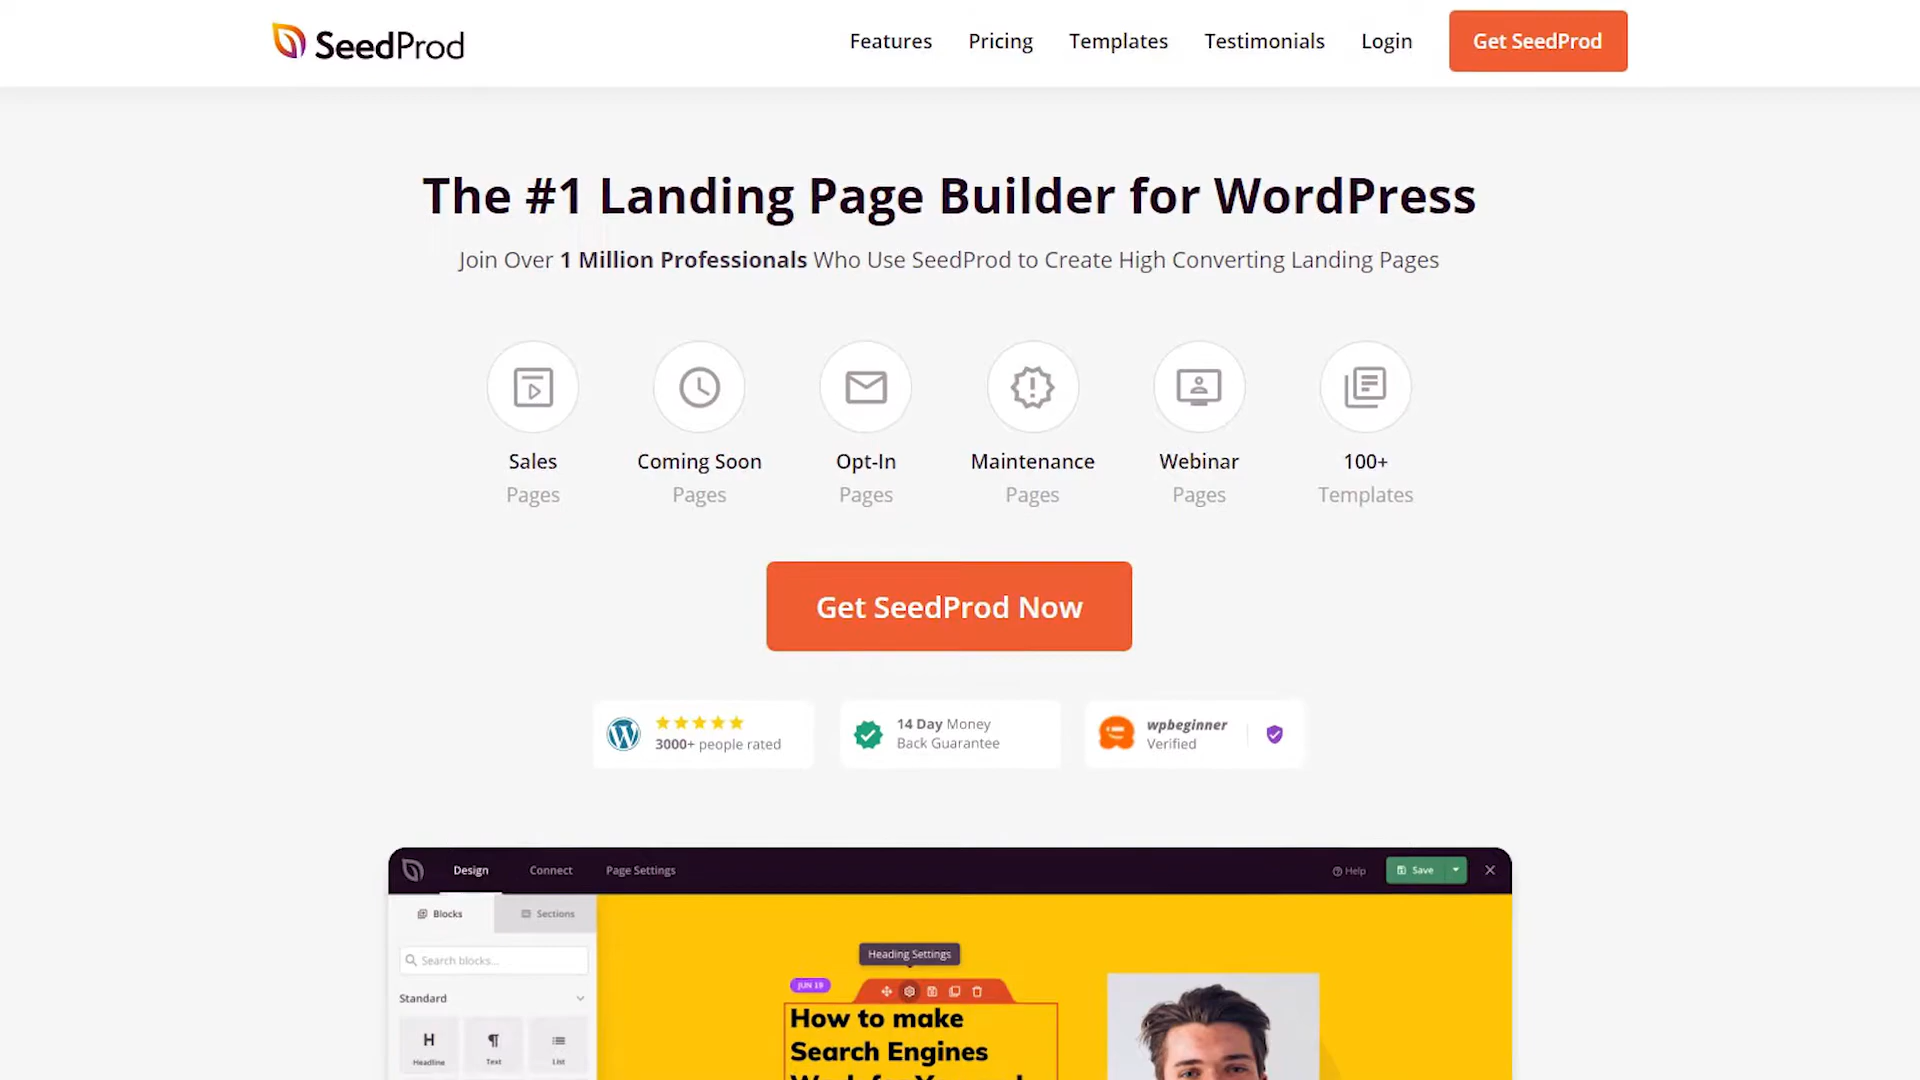 SeedProd
Features
Pricing
Templates
Testimonials
Login
Get SeedProd
The #1 Landing Page Builder for WordPress
Join Over 1 Million Professionals Who Use SeedProd to Create High Converting Landing Pages
Sales
Pages
Coming Soon
Pages
Opt-In
Pages
Maintenance
Pages
Webinar
Pages
100+
Templates
Get SeedProd Now
3000+ people rated
14 Day Money
Back Guarantee
wpbeginner
Verified
Design
Connect
Page Settings
Help
Save
Blocks
Sections
Search blocks...
Standard
Headline
Text
List
Heading Settings
JUN 19
How to make
Search Engines